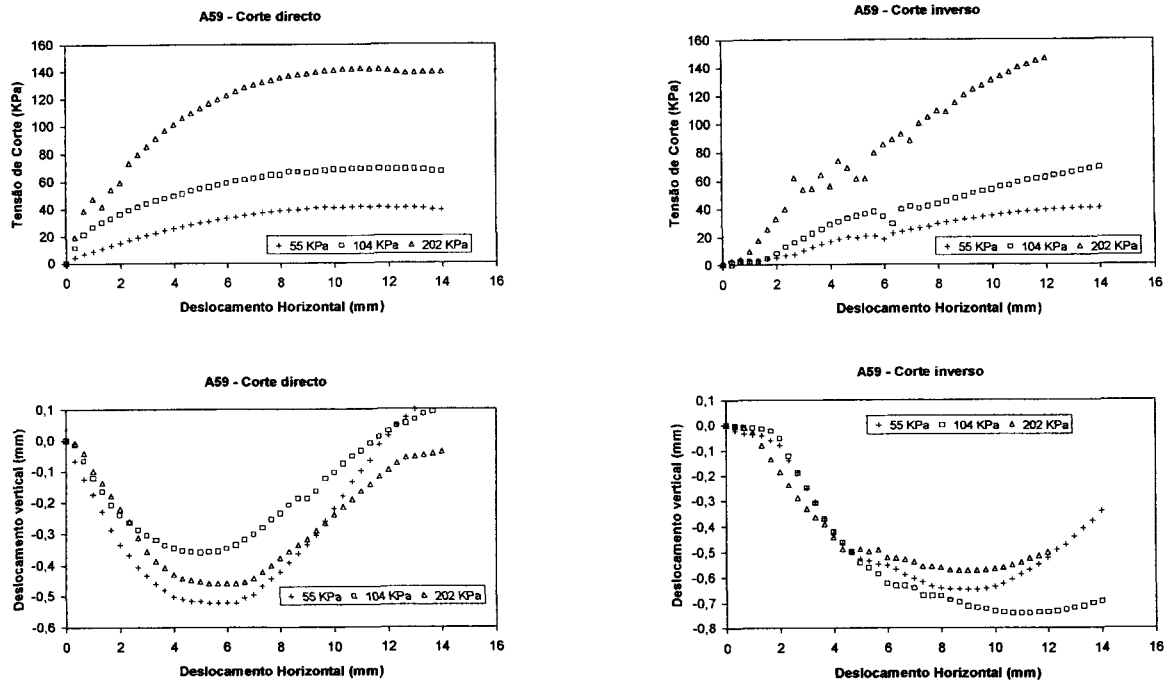 A59 - Corte directo
160
140
120
100
80
60
40
20
0
Tensão de Corte (KPa)
+ 55 KPa □ 104 KPa △ 202 KPa
0 2 4 6 8 10 12 14 16
Deslocamento Horizontal (mm)
A59 - Corte inverso
160
140
120
100
80
60
40
20
0
Tensão de Corte (KPa)
+ 55 KPa □ 104 KPa △ 202 KPa
0 2 4 6 8 10 12 14 16
Deslocamento Horizontal (mm)
A59 - Corte directo
0,1
0,0
-0,1
-0,2
-0,3
-0,4
-0,5
-0,6
Deslocamento vertical (mm)
+ 55 KPa □ 104 KPa △ 202 KPa
0 2 4 6 8 10 12 14 16
Deslocamento Horizontal (mm)
A59 - Corte inverso
0,1
0,0
-0,1
-0,2
-0,3
-0,4
-0,5
-0,6
-0,7
-0,8
Deslocamento vertical (mm)
+ 55 KPa □ 104 KPa △ 202 KPa
0 2 4 6 8 10 12 14 16
Deslocamento Horizontal (mm)